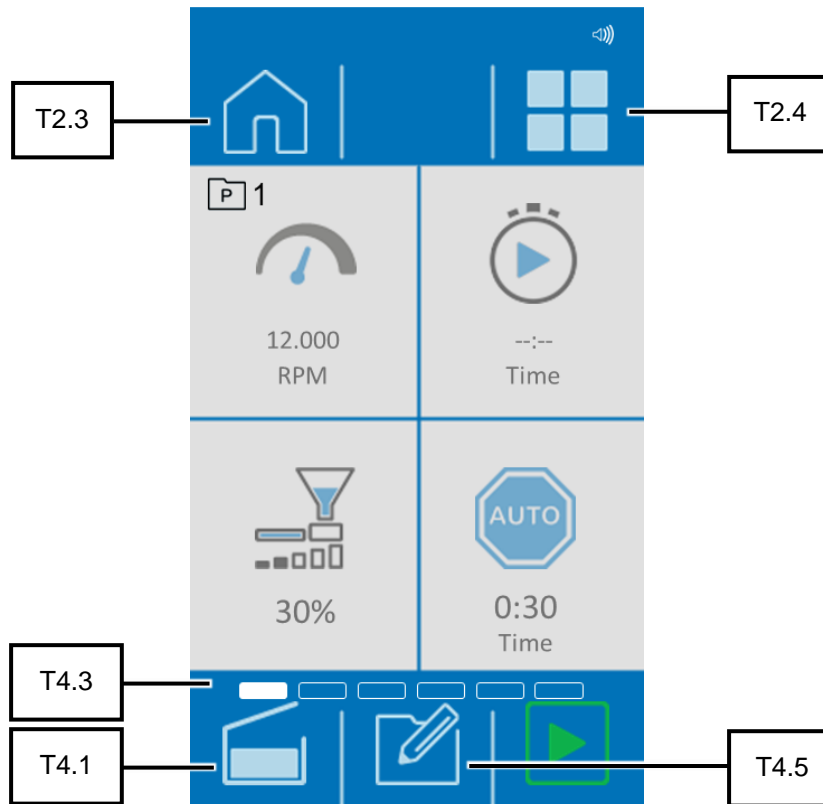 T2.3
T2.4
P 1
12.000
RPM
--:--
Time
30%
AUTO
0:30
Time
T4.3
T4.1
T4.5